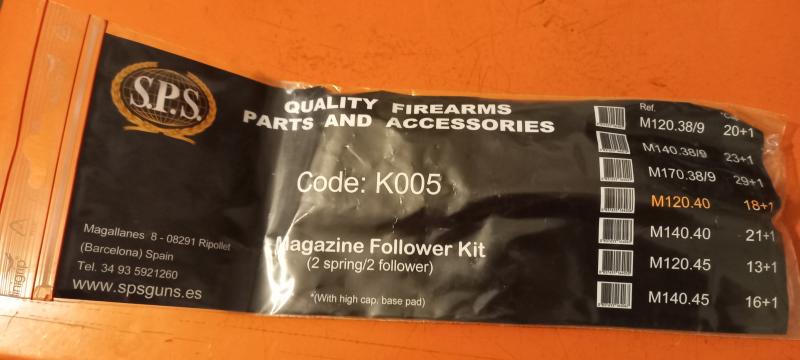 S.P.S.
QUALITY FIREARMS
PARTS AND ACCESSORIES
Code: K005
Magazine Follower Kit
(2 spring/2 follower)
*(With high cap. base pad)
Magallanes 8 - 08291 Ripollet
(Barcelona) Spain
Tel. 34 93 5921260
www.spsguns.es
Ref.
M120.38/9 20+1
M140.38/9 23+1
M170.38/9 29+1
M120.40 18+1
M140.40 21+1
M120.45 13+1
M140.45 16+1